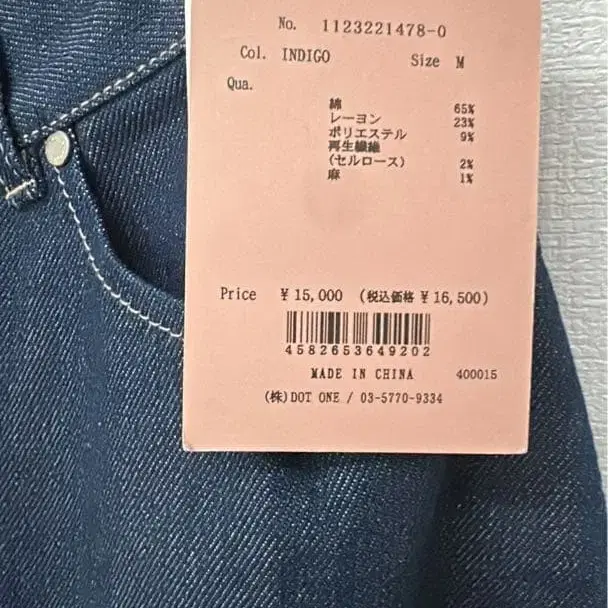 No. 1123221478-0
Col. INDIGO Size M
Qua.
綿 65%
レーヨン 23%
ポリエステル 9%
再生繊維
(セルロース) 2%
麻 1%
Price ¥15,000 (税込価格 ¥16,500)
4582653649202
MADE IN CHINA 400015
(株)DOT ONE / 03-5770-9334